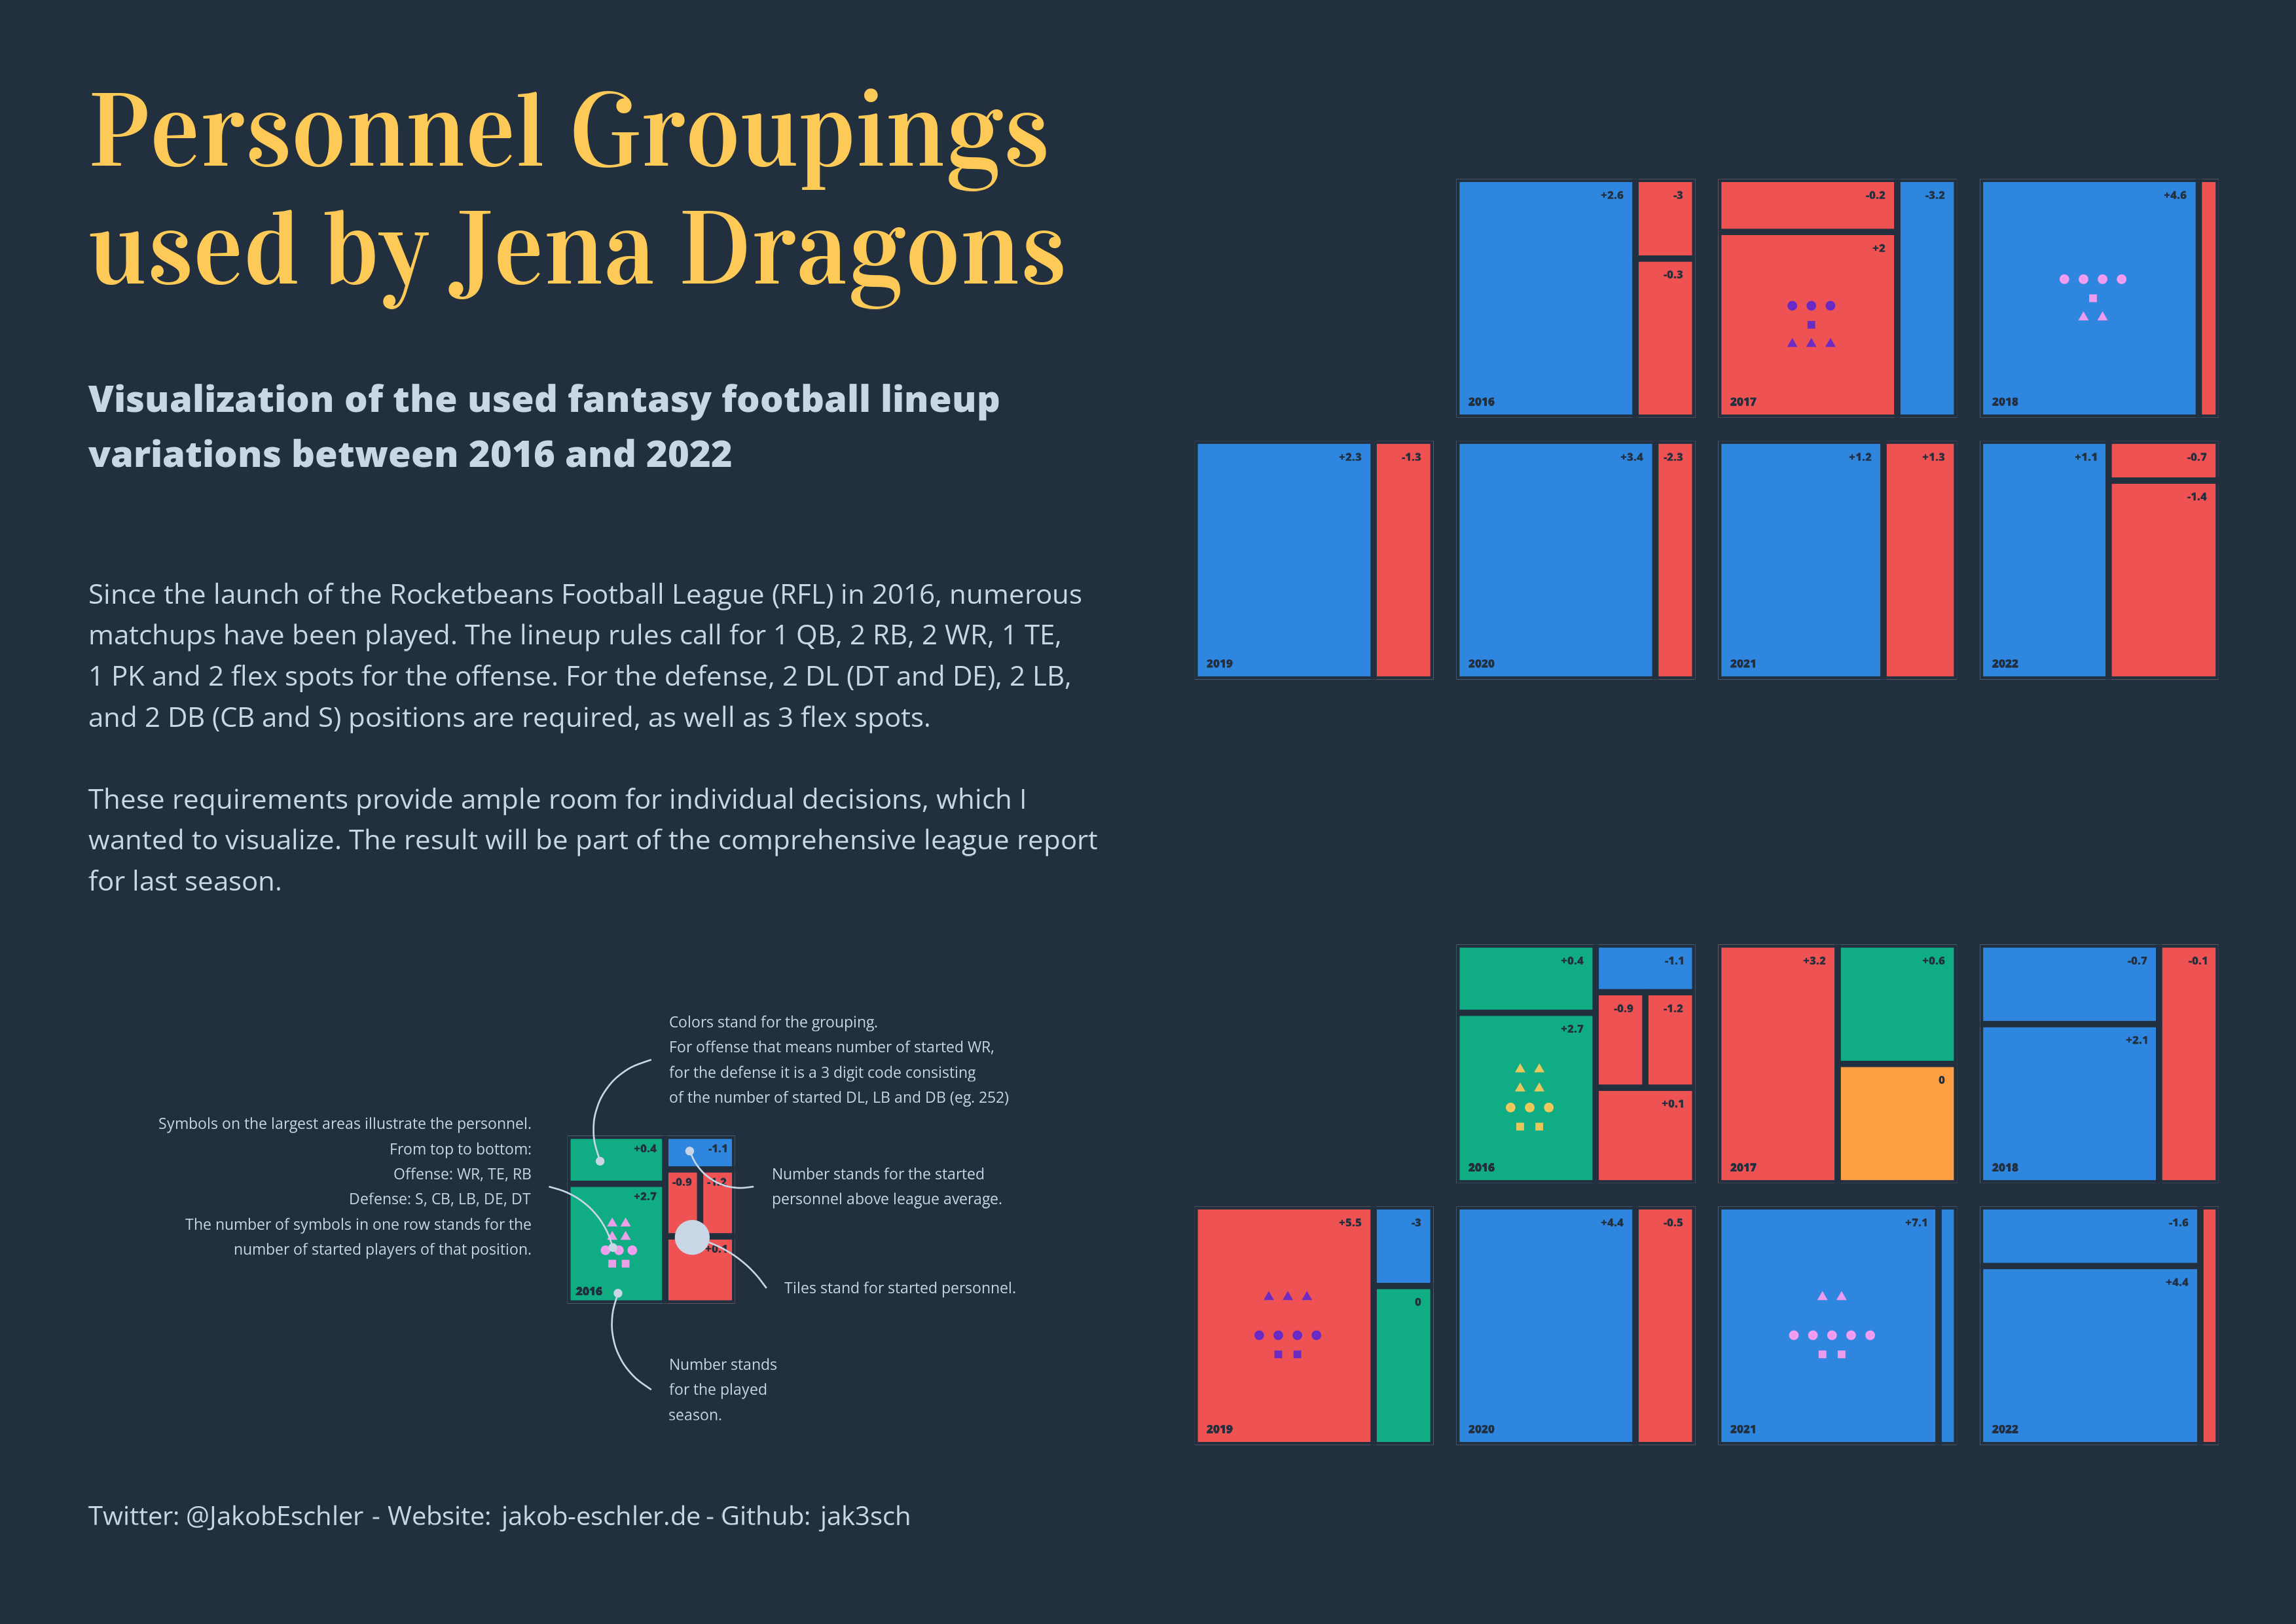 Personnel Groupings
used by Jena Dragons
Visualization of the used fantasy football lineup
variations between 2016 and 2022
Since the launch of the Rocketbeans Football League (RFL) in 2016, numerous
matchups have been played. The lineup rules call for 1 QB, 2 RB, 2 WR, 1 TE,
1 PK and 2 flex spots for the offense. For the defense, 2 DL (DT and DE), 2 LB,
and 2 DB (CB and S) positions are required, as well as 3 flex spots.
These requirements provide ample room for individual decisions, which I
wanted to visualize. The result will be part of the comprehensive league report
for last season.
Colors stand for the grouping.
For offense that means number of started WR,
for the defense it is a 3 digit code consisting
of the number of started DL, LB and DB (eg. 252)
Symbols on the largest areas illustrate the personnel.
From top to bottom:
Offense: WR, TE, RB
Defense: S, CB, LB, DE, DT
The number of symbols in one row stands for the
number of started players of that position.
+0.4
-1.1
-0.9
-1.2
+2.7
+0.1
2016
Number stands for the started
personnel above league average.
Tiles stand for started personnel.
Number stands
for the played
season.
Twitter: @JakobEschler - Website: jakob-eschler.de - Github: jak3sch
+2.6
-3
-0.3
2016
-0.2
-3.2
+2
2017
+4.6
2018
+2.3
-1.3
2019
+3.4
-2.3
2020
+1.2
+1.3
2021
+1.1
-0.7
-1.4
2022
+0.4
-1.1
-0.9
-1.2
+2.7
+0.1
2016
+3.2
+0.6
0
2017
-0.7
-0.1
+2.1
2018
+5.5
-3
0
2019
+4.4
-0.5
2020
+7.1
2021
-1.6
+4.4
2022